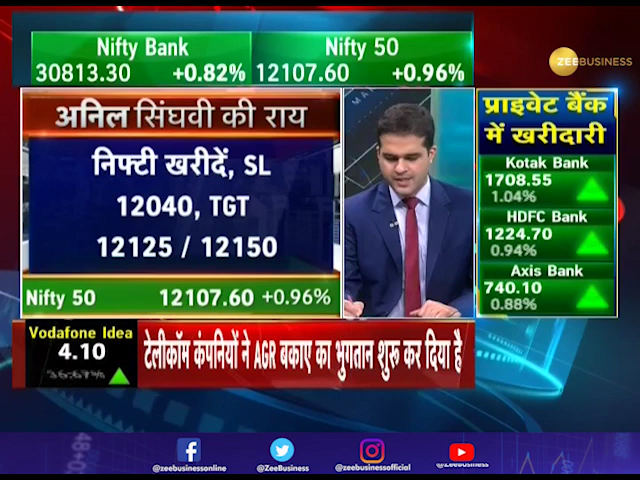 Nifty Bank
30813.30 +0.82%
Nifty 50
12107.60 +0.96%
ZEEBUSINESS
अनिल सिंघवी की राय
निफ्टी खरीदें, SL
12040, TGT
12125 / 12150
Nifty 50 12107.60 +0.96%
प्राइवेट बैंक
में खरीदारी
Kotak Bank
1708.55
1.04%
HDFC Bank
1224.70
0.94%
Axis Bank
740.10
0.88%
Vodafone Idea
4.10
टेलीकॉम कंपनियों ने AGR बकाए का भुगतान शुरू कर दिया है
@zeebusinessonline
@ZeeBusiness
@zeebusinessofficial
@zeebusiness